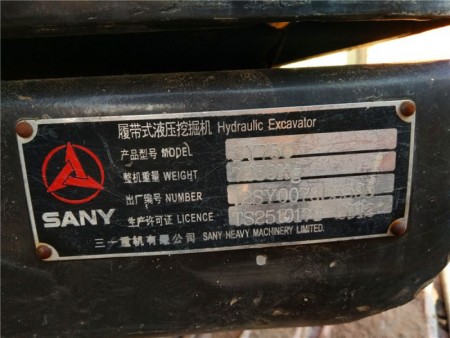 履带式液压挖掘机 Hydraulic Excavator
产品型号 MODEL
整机重量 WEIGHT
出厂编号 NUMBER
生产许可证 LICENCE
SANY
三一重机有限公司 SANY HEAVY MACHINERY LIMITED.